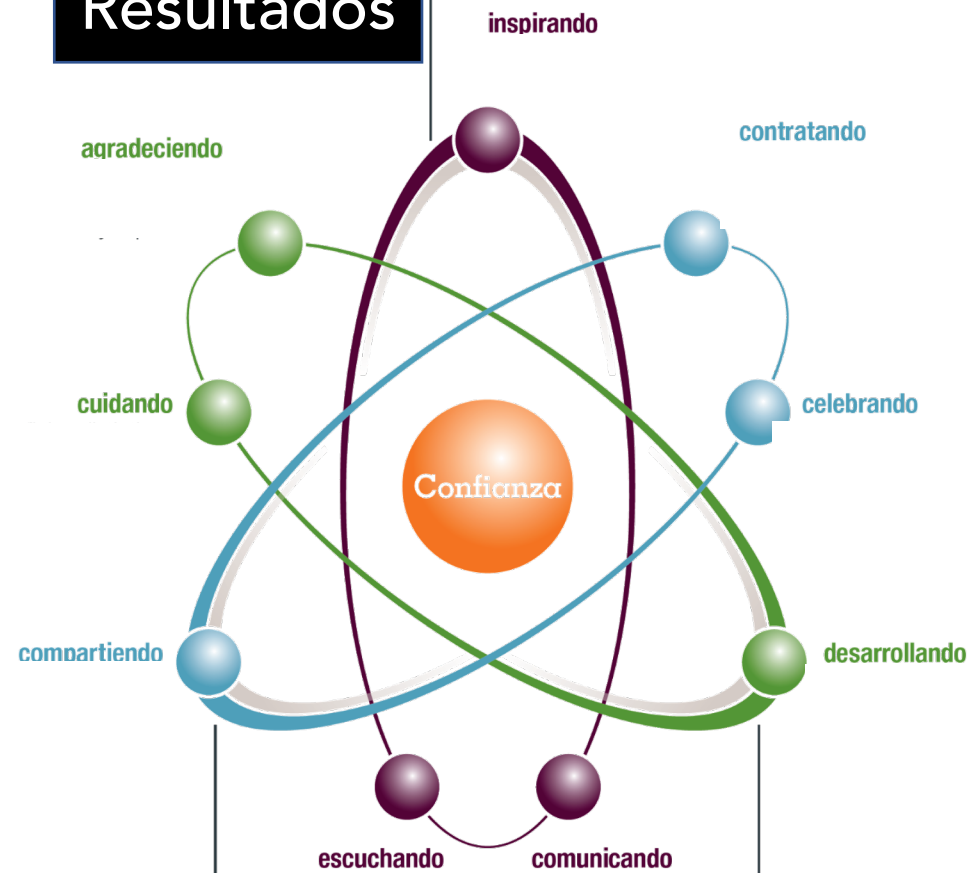 Resultados
inspirando
contratando
agradeciendo
cuidando
celebrando
Confianza
compartiendo
desarrollando
escuchando
comunicando